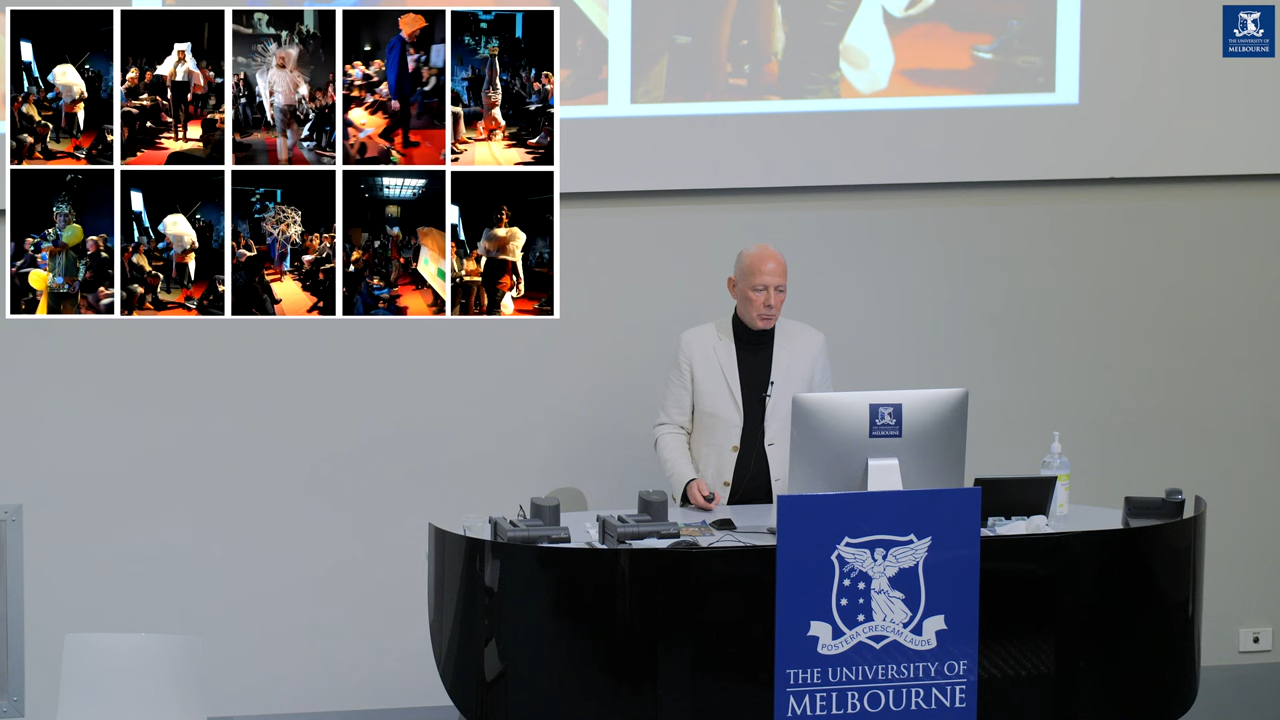 THE UNIVERSITY OF
MELBOURNE
THE UNIVERSITY OF
MELBOURNE
POSTERA CRESCAM LAUDE
THE UNIVERSITY OF
MELBOURNE